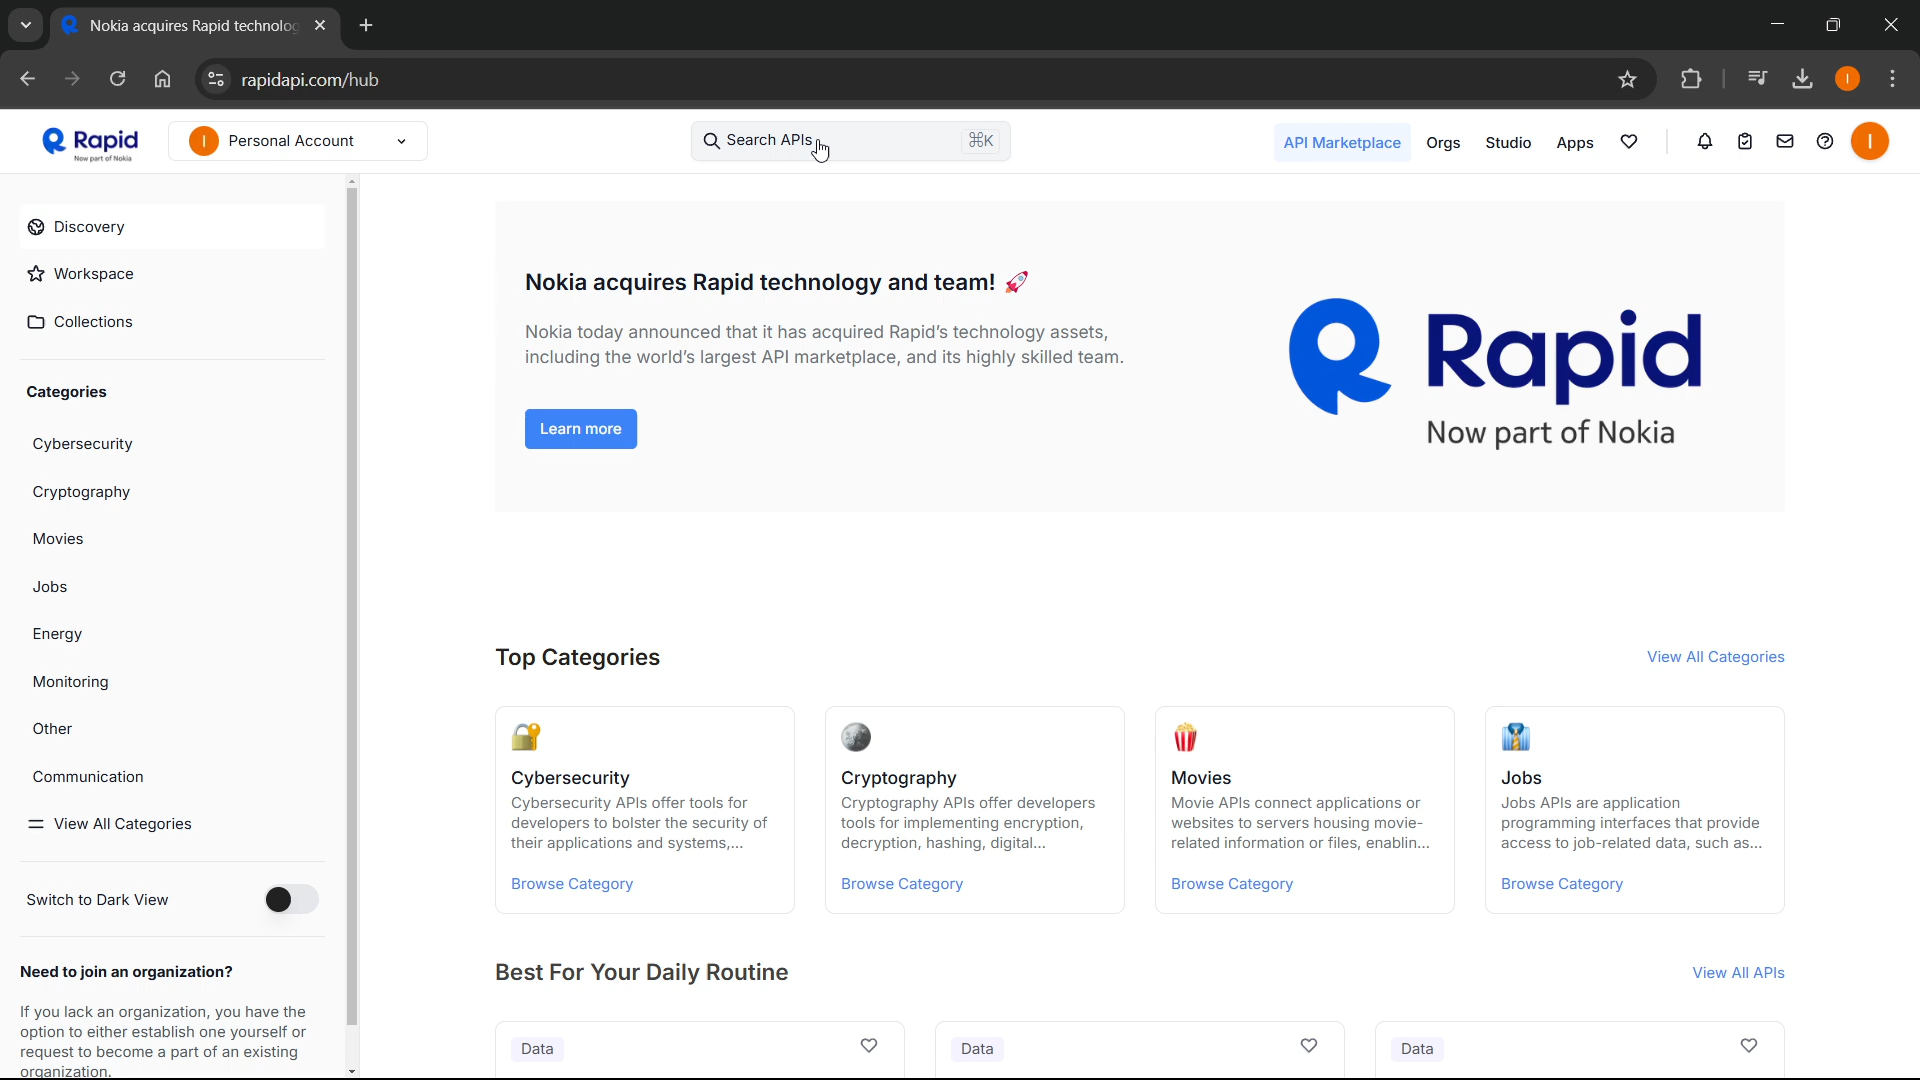 Nokia acquires Rapid technolog
rapidapi.com/hub
Rapid
Now part of Nokia
I
Personal Account
Search APIs
⌘K
API Marketplace
Orgs
Studio
Apps
I
I
Discovery
Workspace
Collections
Categories
Cybersecurity
Cryptography
Movies
Jobs
Energy
Monitoring
Other
Communication
View All Categories
Switch to Dark View
Need to join an organization?
If you lack an organization, you have the
option to either establish one yourself or
request to become a part of an existing
organization.
Nokia acquires Rapid technology and team! 🚀
Nokia today announced that it has acquired Rapid's technology assets,
including the world's largest API marketplace, and its highly skilled team.
Learn more
Rapid
Now part of Nokia
Top Categories
View All Categories
Cybersecurity
Cybersecurity APIs offer tools for
developers to bolster the security of
their applications and systems,...
Browse Category
Cryptography
Cryptography APIs offer developers
tools for implementing encryption,
decryption, hashing, digital...
Browse Category
Movies
Movie APIs connect applications or
websites to servers housing movie-
related information or files, enablin...
Browse Category
Jobs
Jobs APIs are application
programming interfaces that provide
access to job-related data, such as...
Browse Category
Best For Your Daily Routine
View All APIs
Data
Data
Data